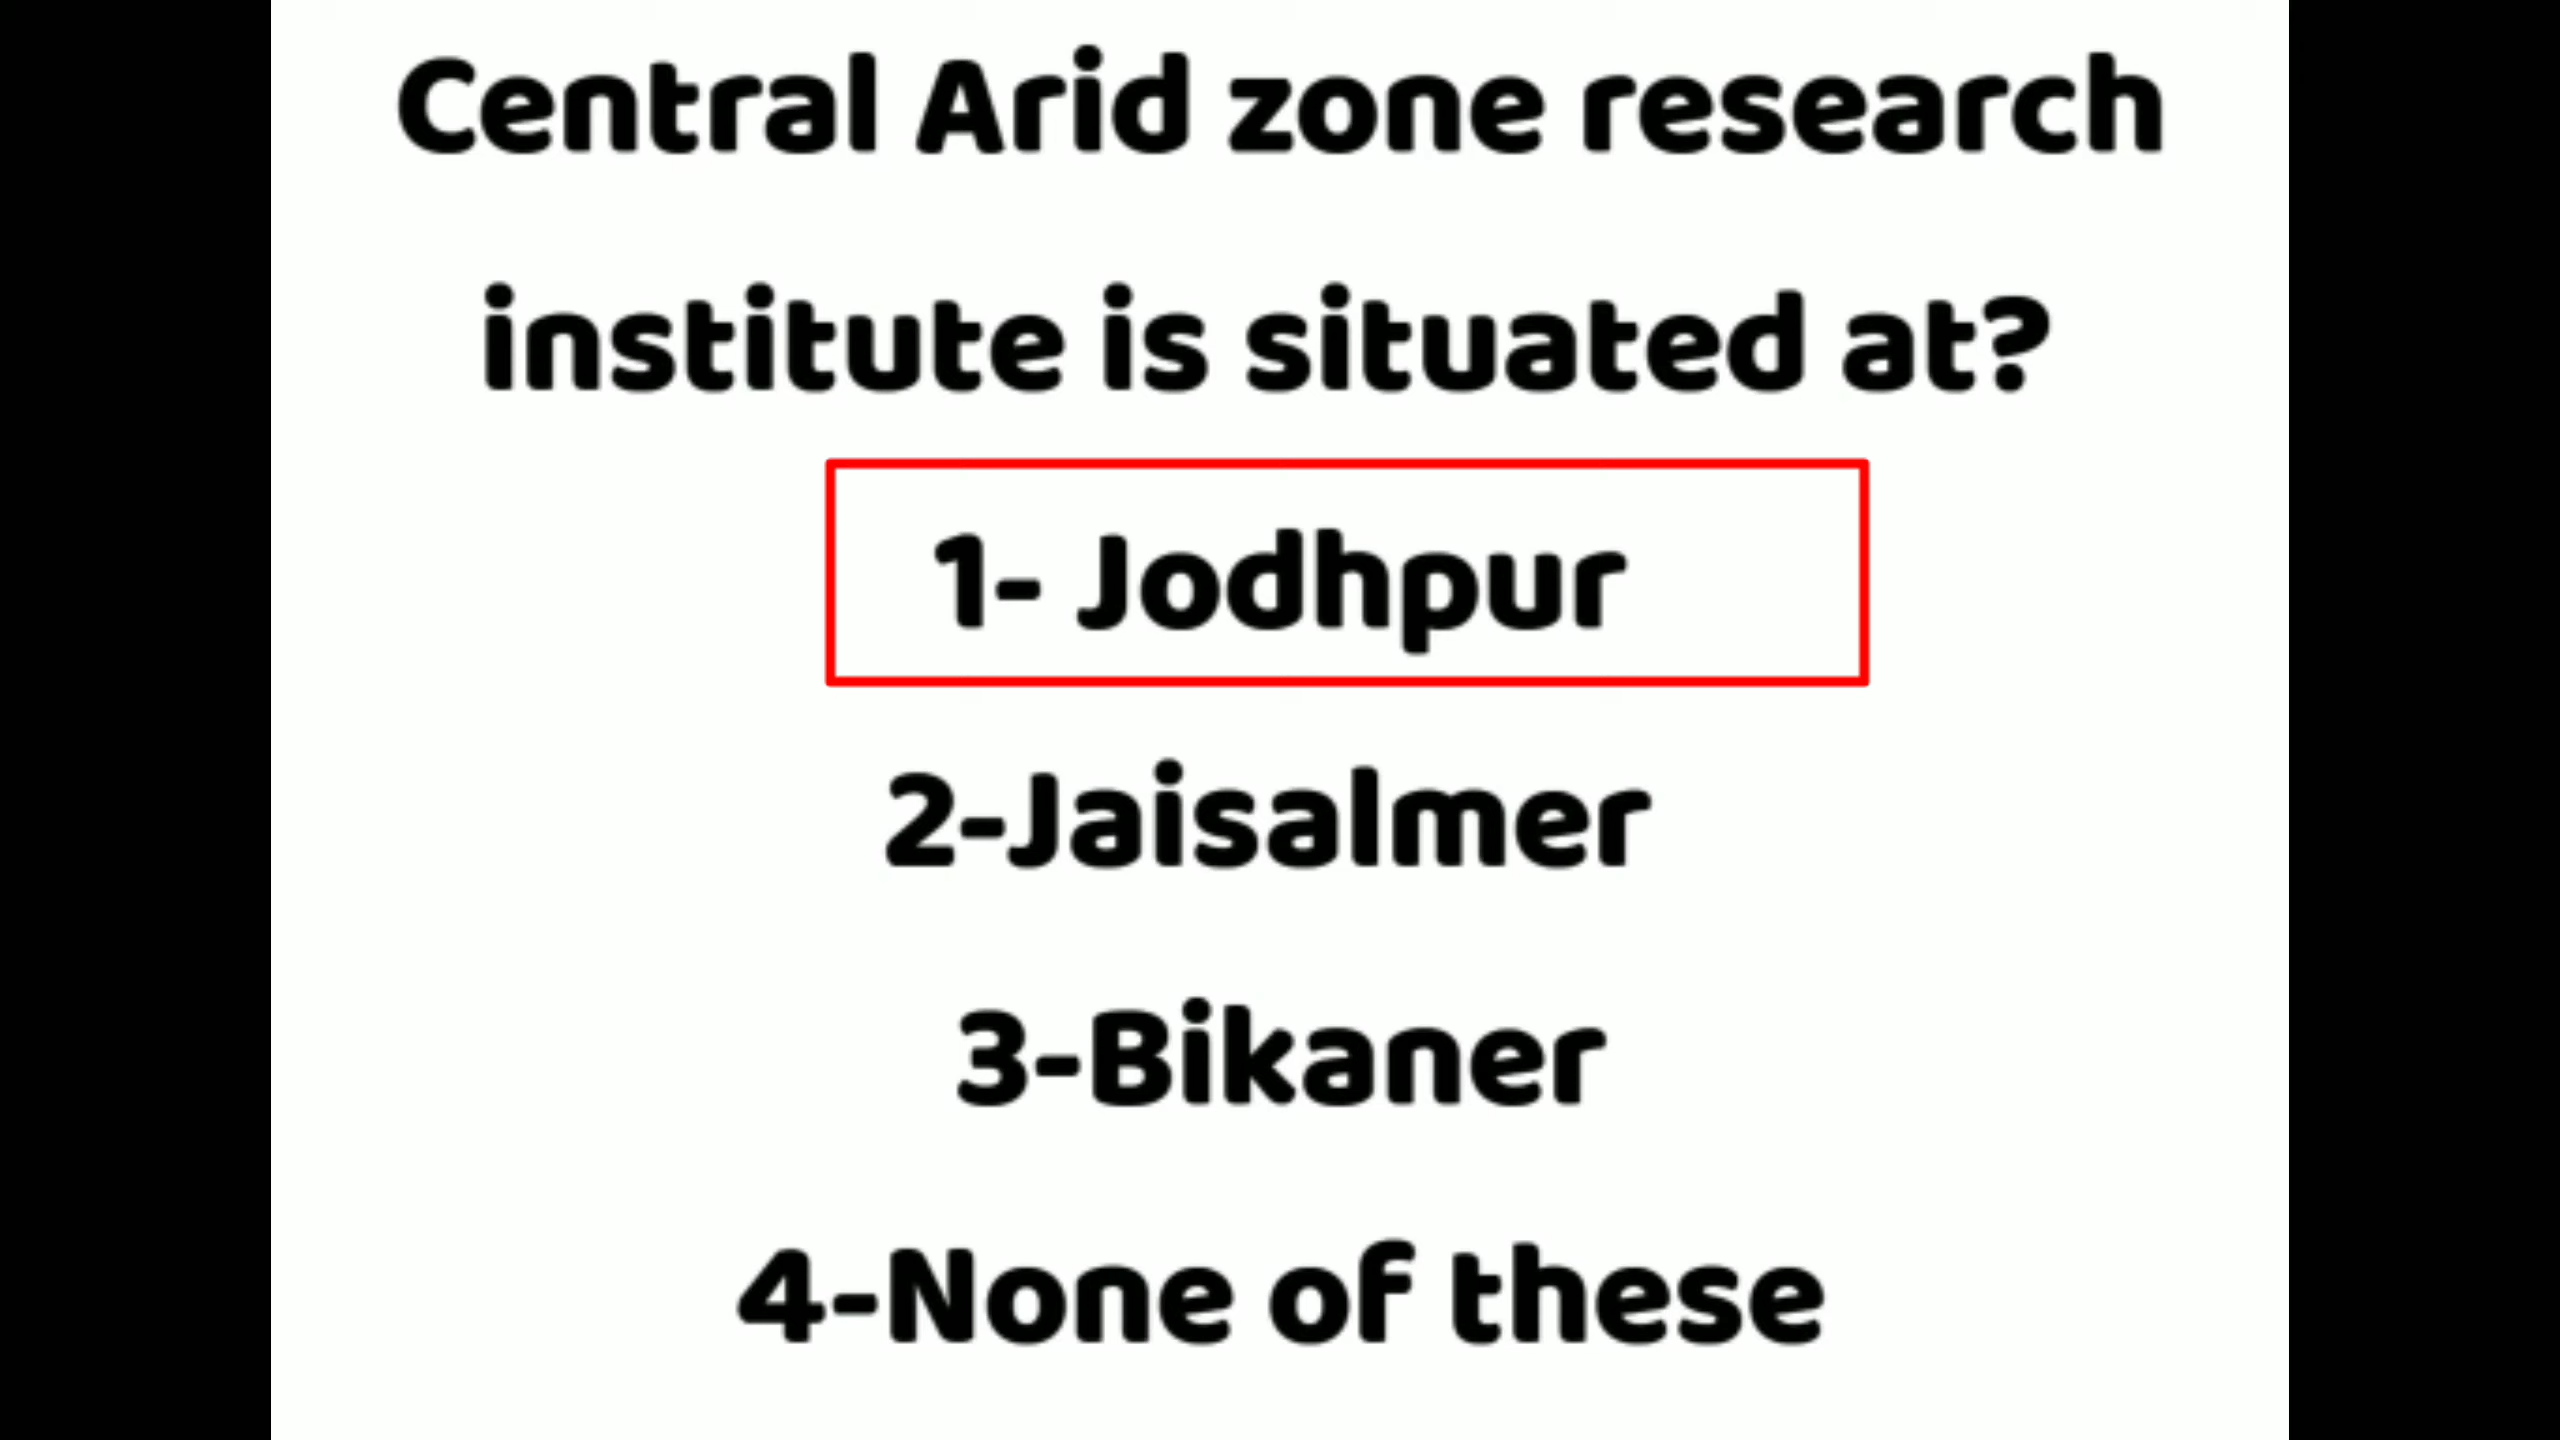 Central Arid zone research
institute is situated at?
1- Jodhpur
2-Jaisalmer
3-Bikaner
4-None of these